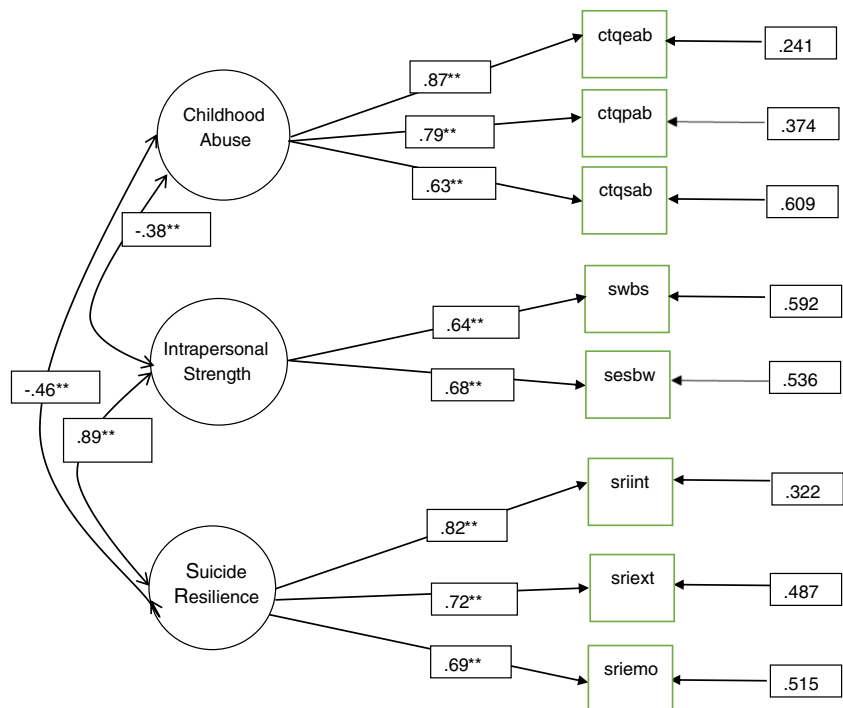 ctqeab
.241
.87**
Childhood
Abuse
ctqpab
.374
.79**
ctqsab
.609
.63**
-.38**
swbs
.592
.64**
Intrapersonal
Strength
sesbw
.536
.68**
-.46**
.89**
sriint
.322
.82**
Suicide
Resilience
sriext
.487
.72**
sriemo
.515
.69**